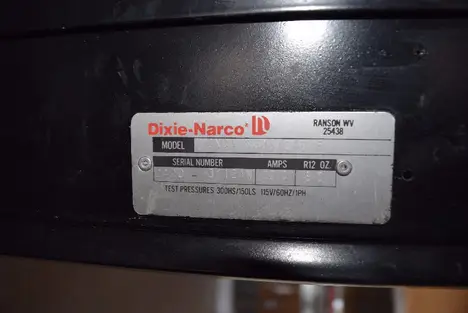 Dixie-Narco®
RANSON WV
25438
MODEL
SERIAL NUMBER AMPS R12 OZ.
TEST PRESSURES 300HS/150LS 115V/60HZ/1PH